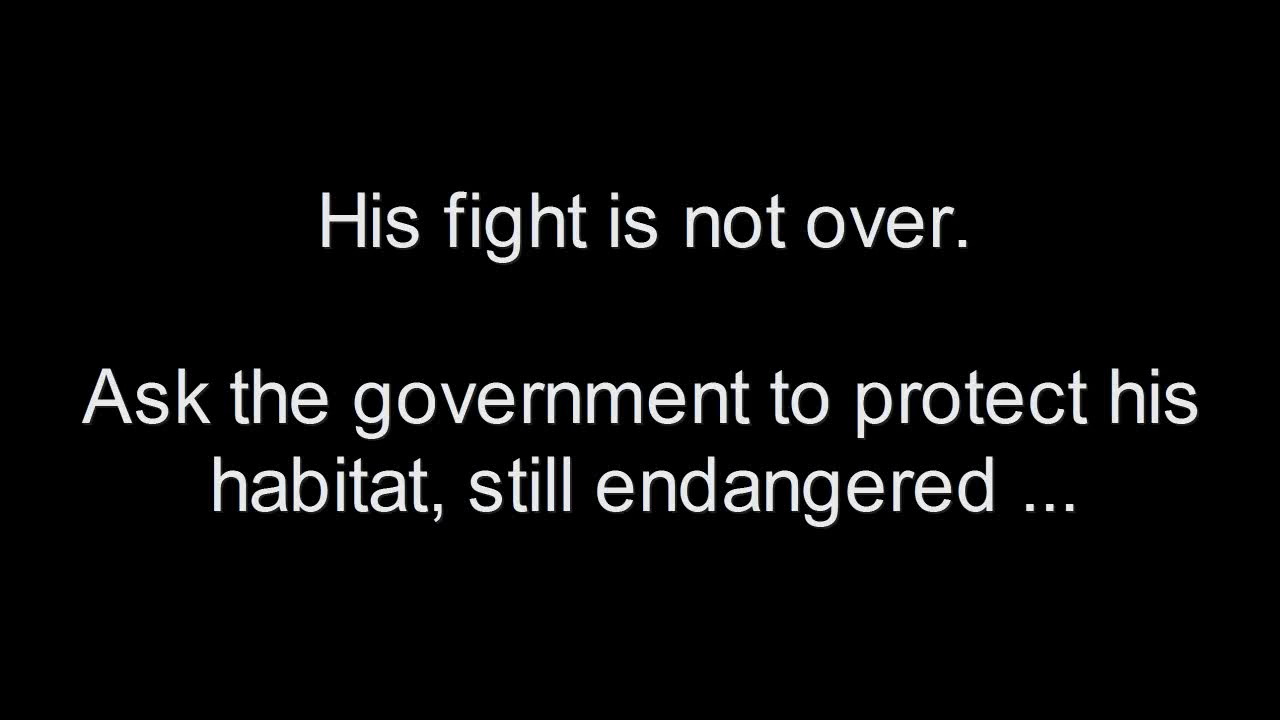 His fight is not over.
Ask the government to protect his
habitat, still endangered ...